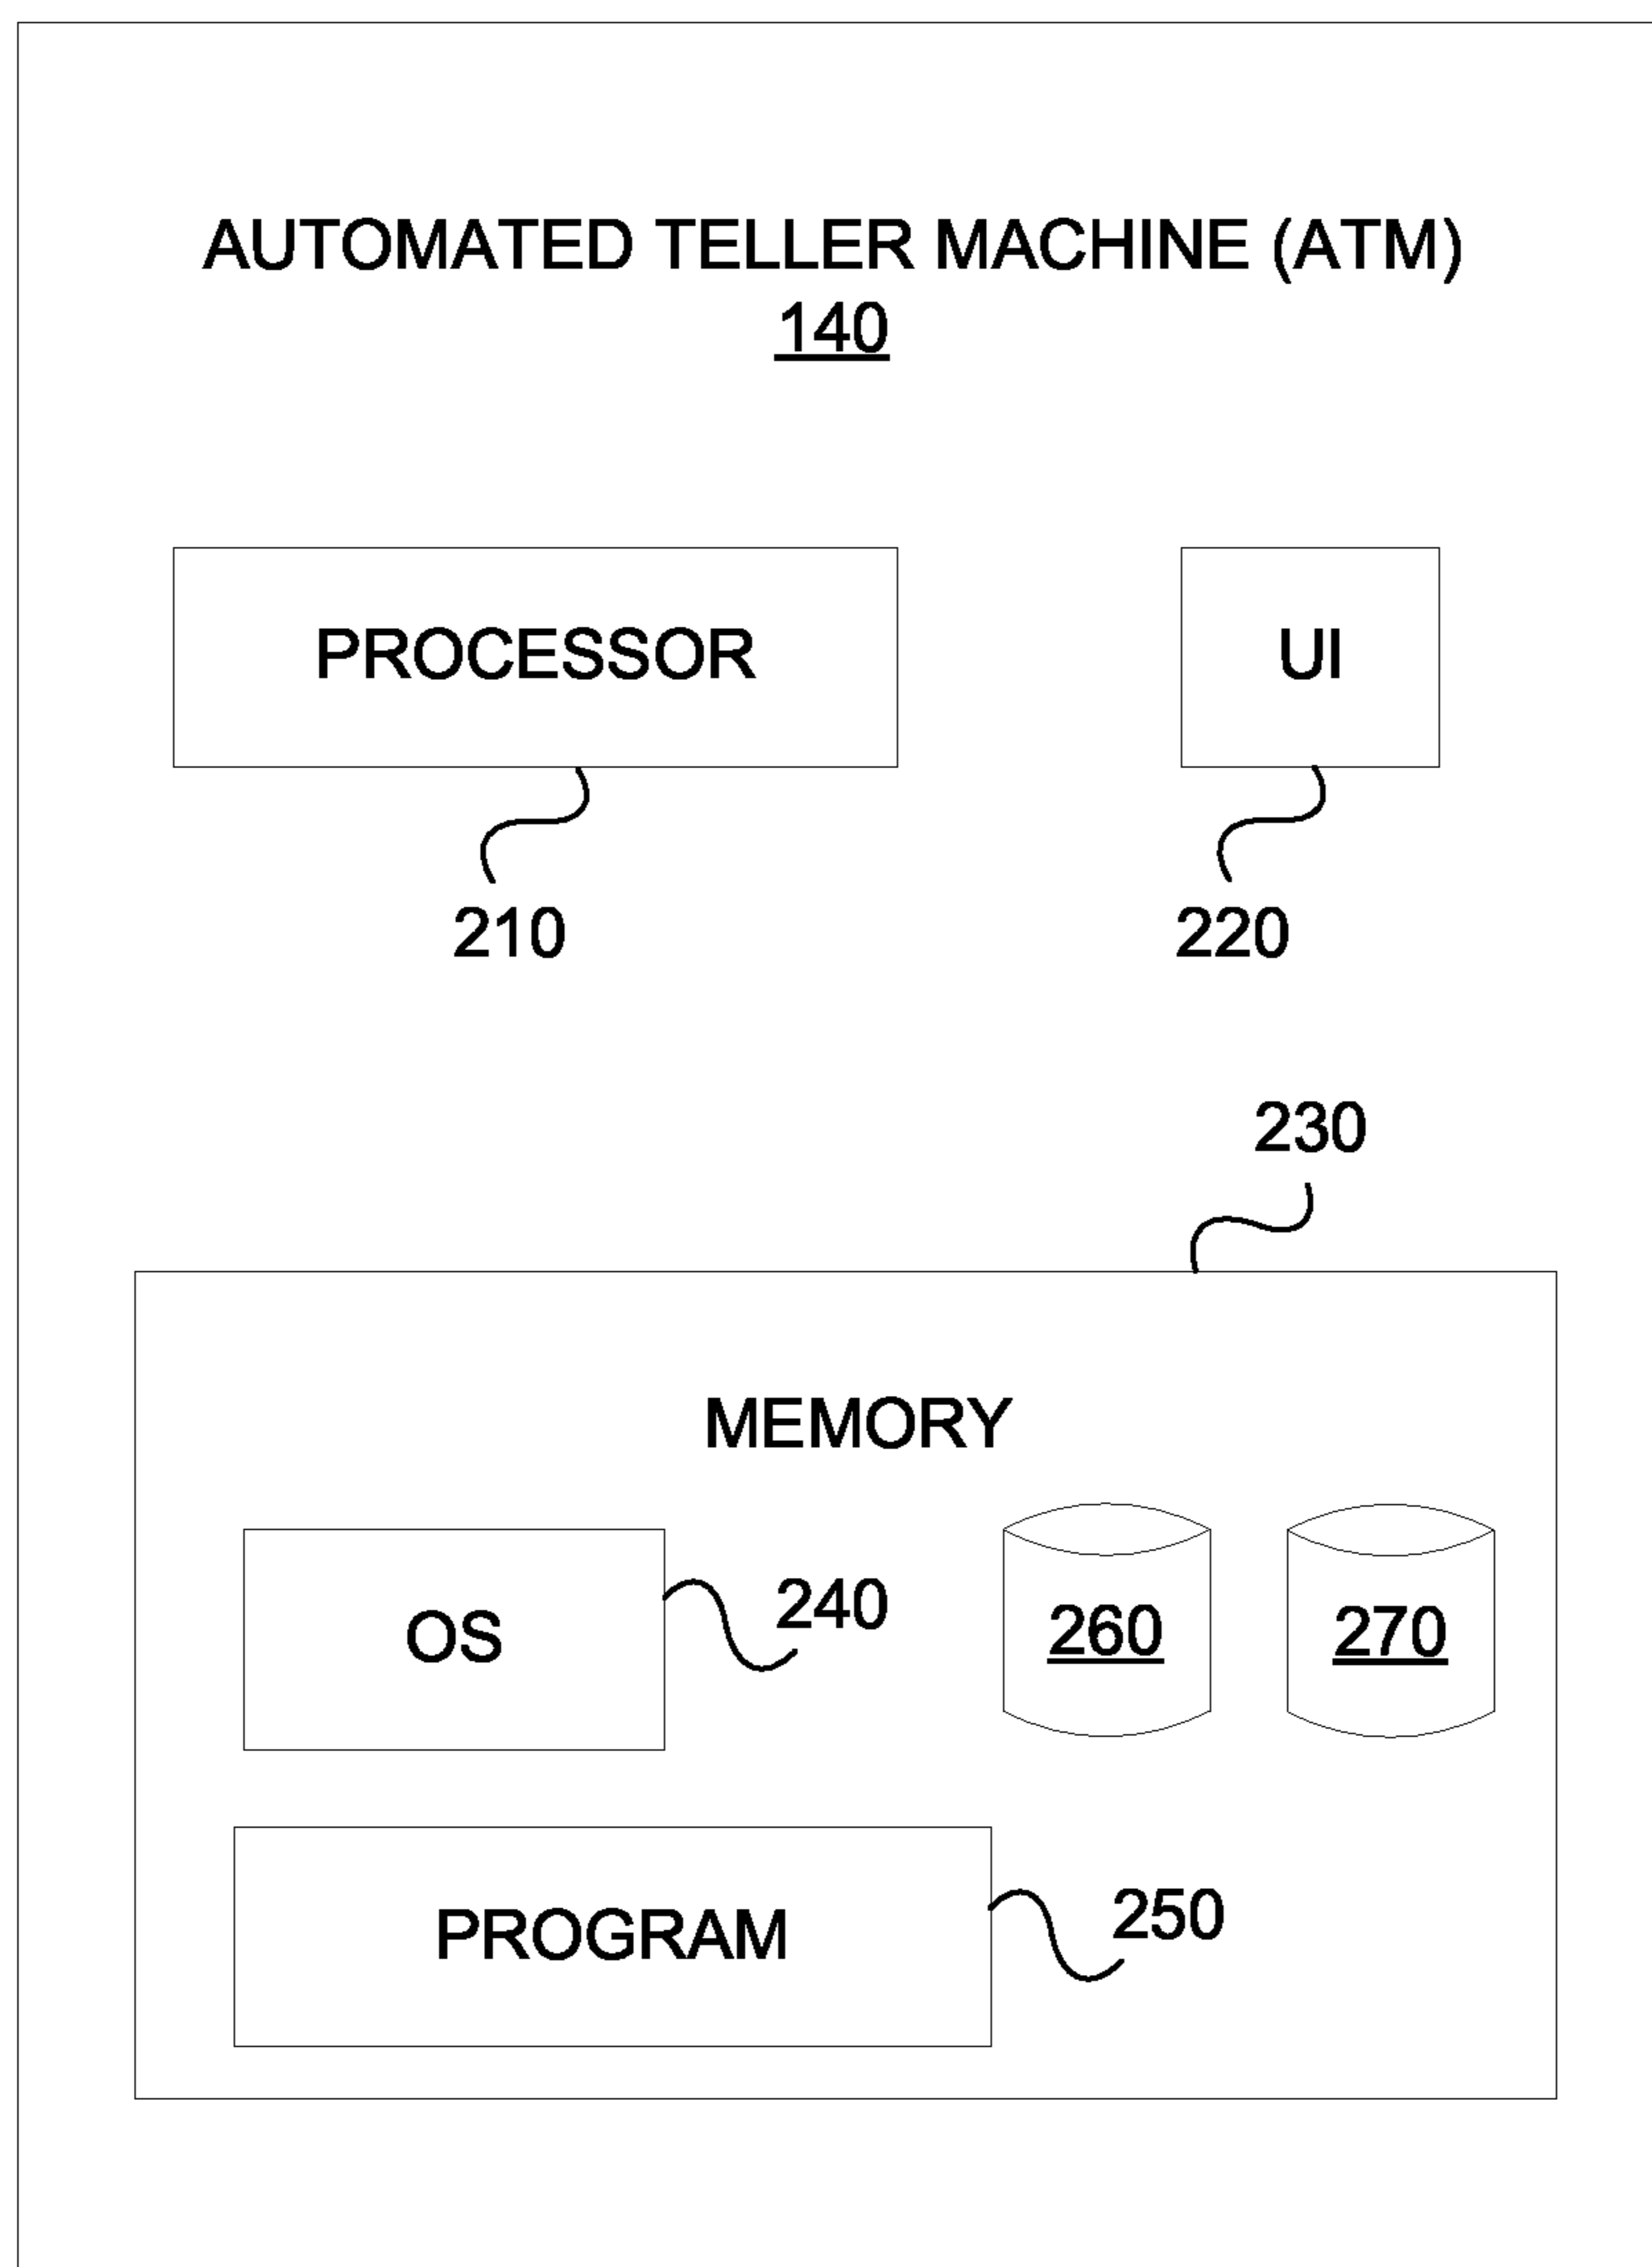 AUTOMATED TELLER MACHINE (ATM)
140
PROCESSOR
UI
210
220
230
MEMORY
OS
240
260
270
PROGRAM
250